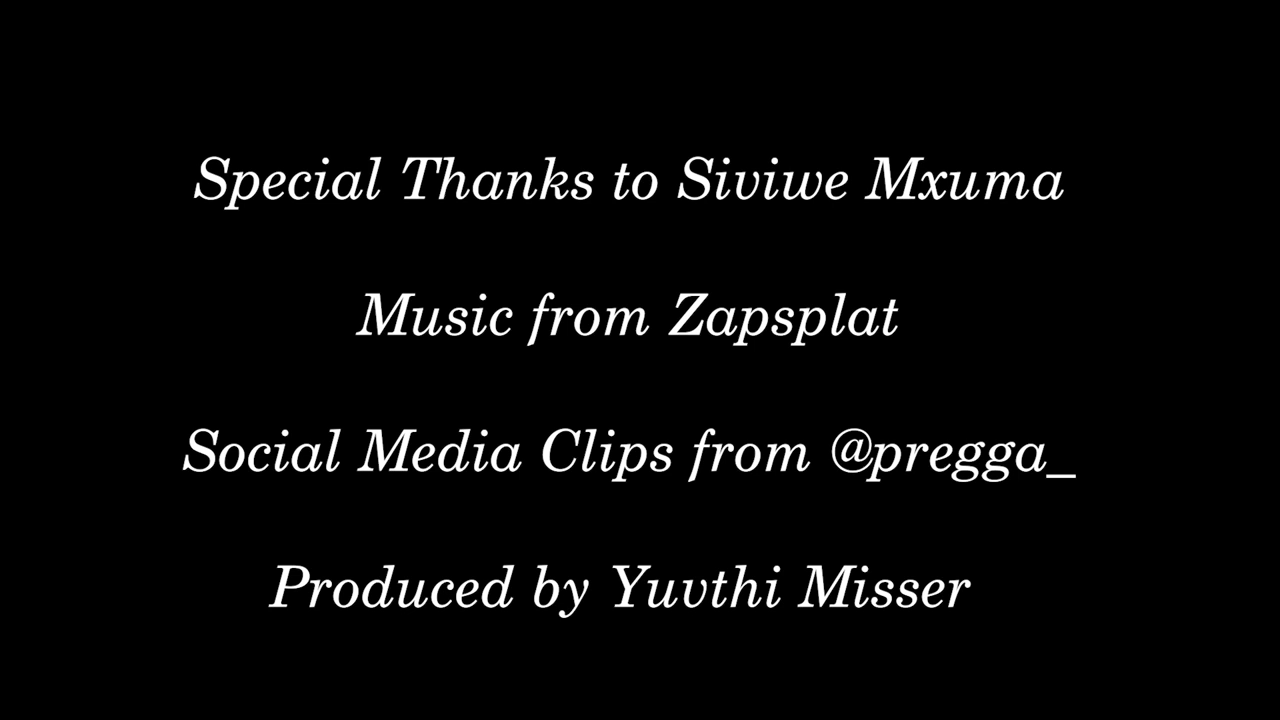 Special Thanks to Siviwe Mxuma
Music from Zapsplat
Social Media Clips from @pregga_
Produced by Yuvthi Misser